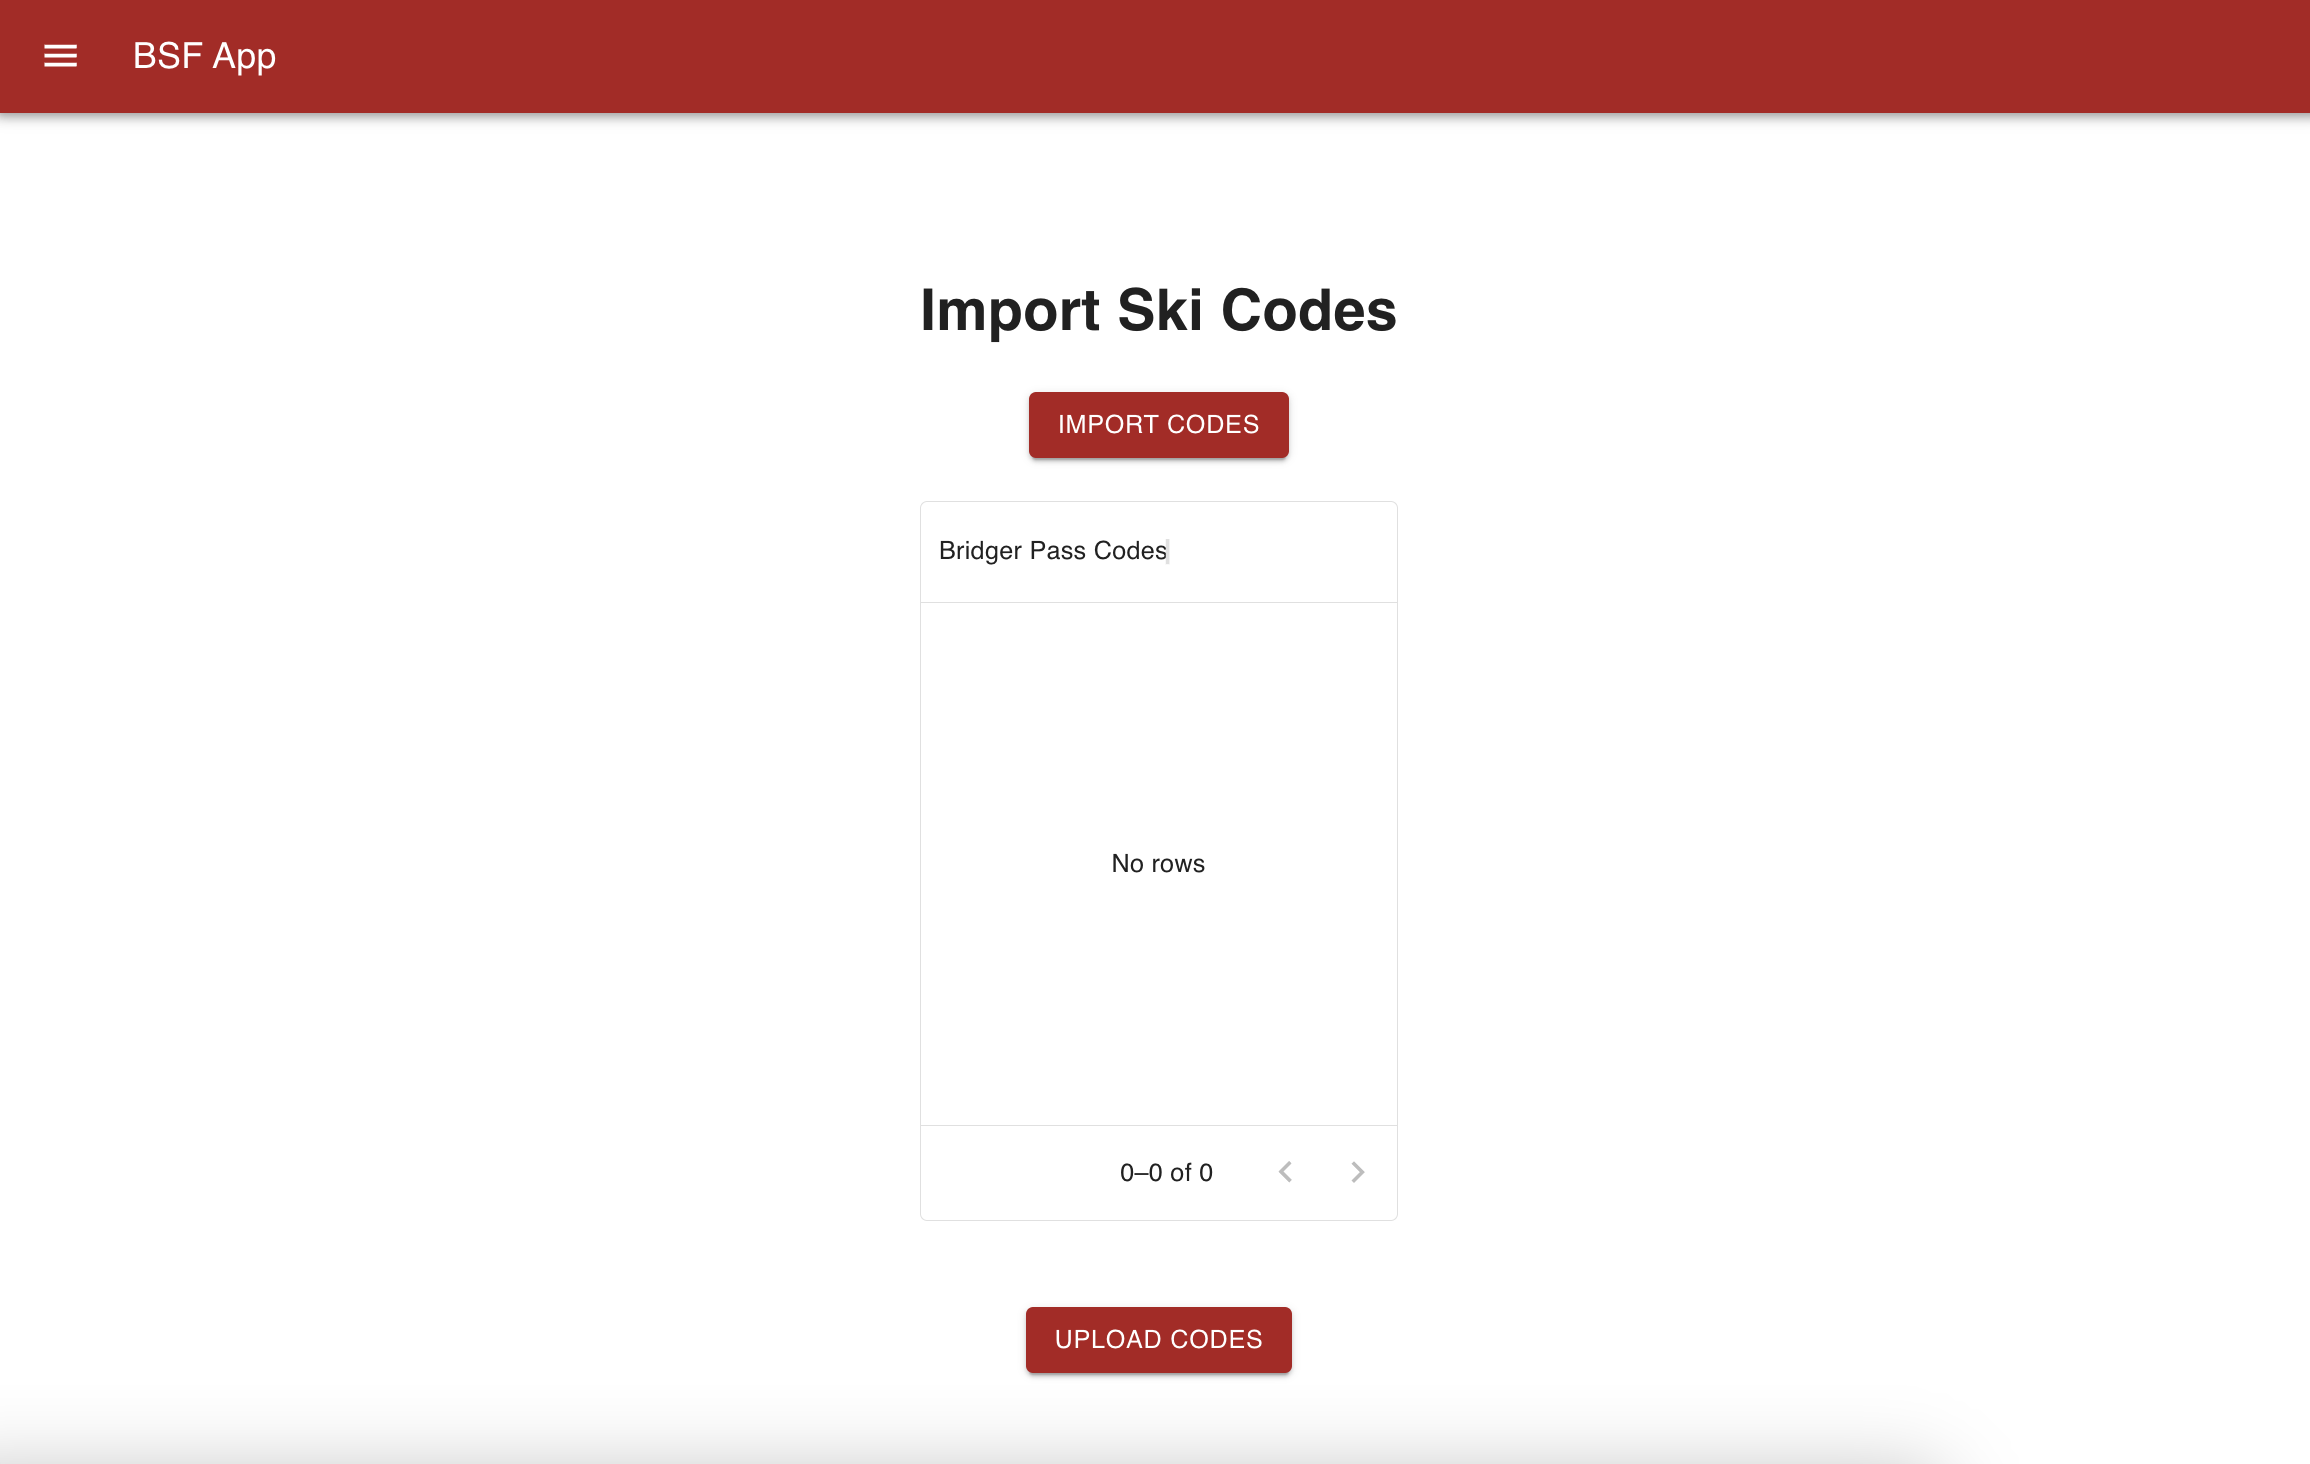 BSF App
Import Ski Codes
IMPORT CODES
Bridger Pass Codes
No rows
0–0 of 0
UPLOAD CODES